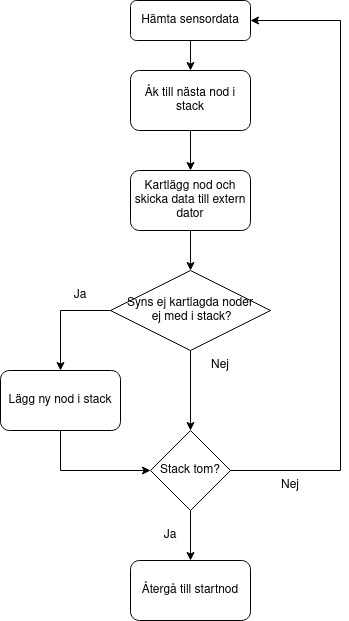 Hämta sensordata
Åk till nästa nod i
stack
Kartlägg nod och
skicka data till extern
dator
Syns ej kartlagda noder
ej med i stack?
Ja
Nej
Lägg ny nod i stack
Stack tom?
Nej
Ja
Återgå till startnod